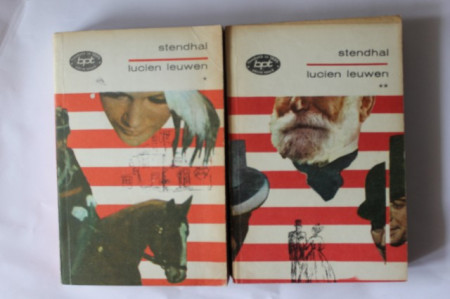 bpt
stendhal
lucien leuwen
*
bpt
stendhal
lucien leuwen
**